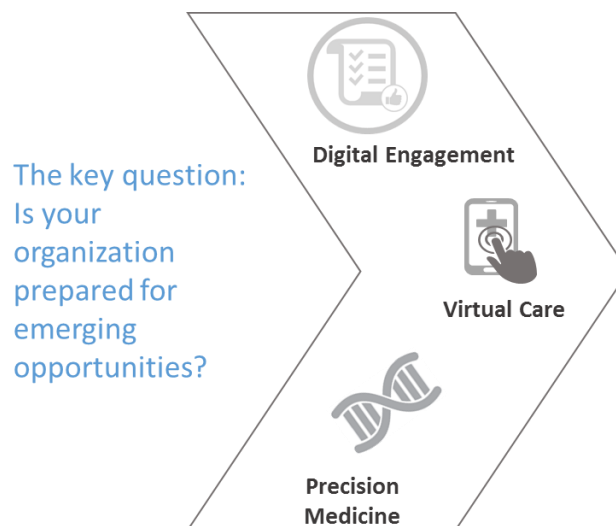 The key question:
Is your
organization
prepared for
emerging
opportunities?
Digital Engagement
Virtual Care
Precision
Medicine